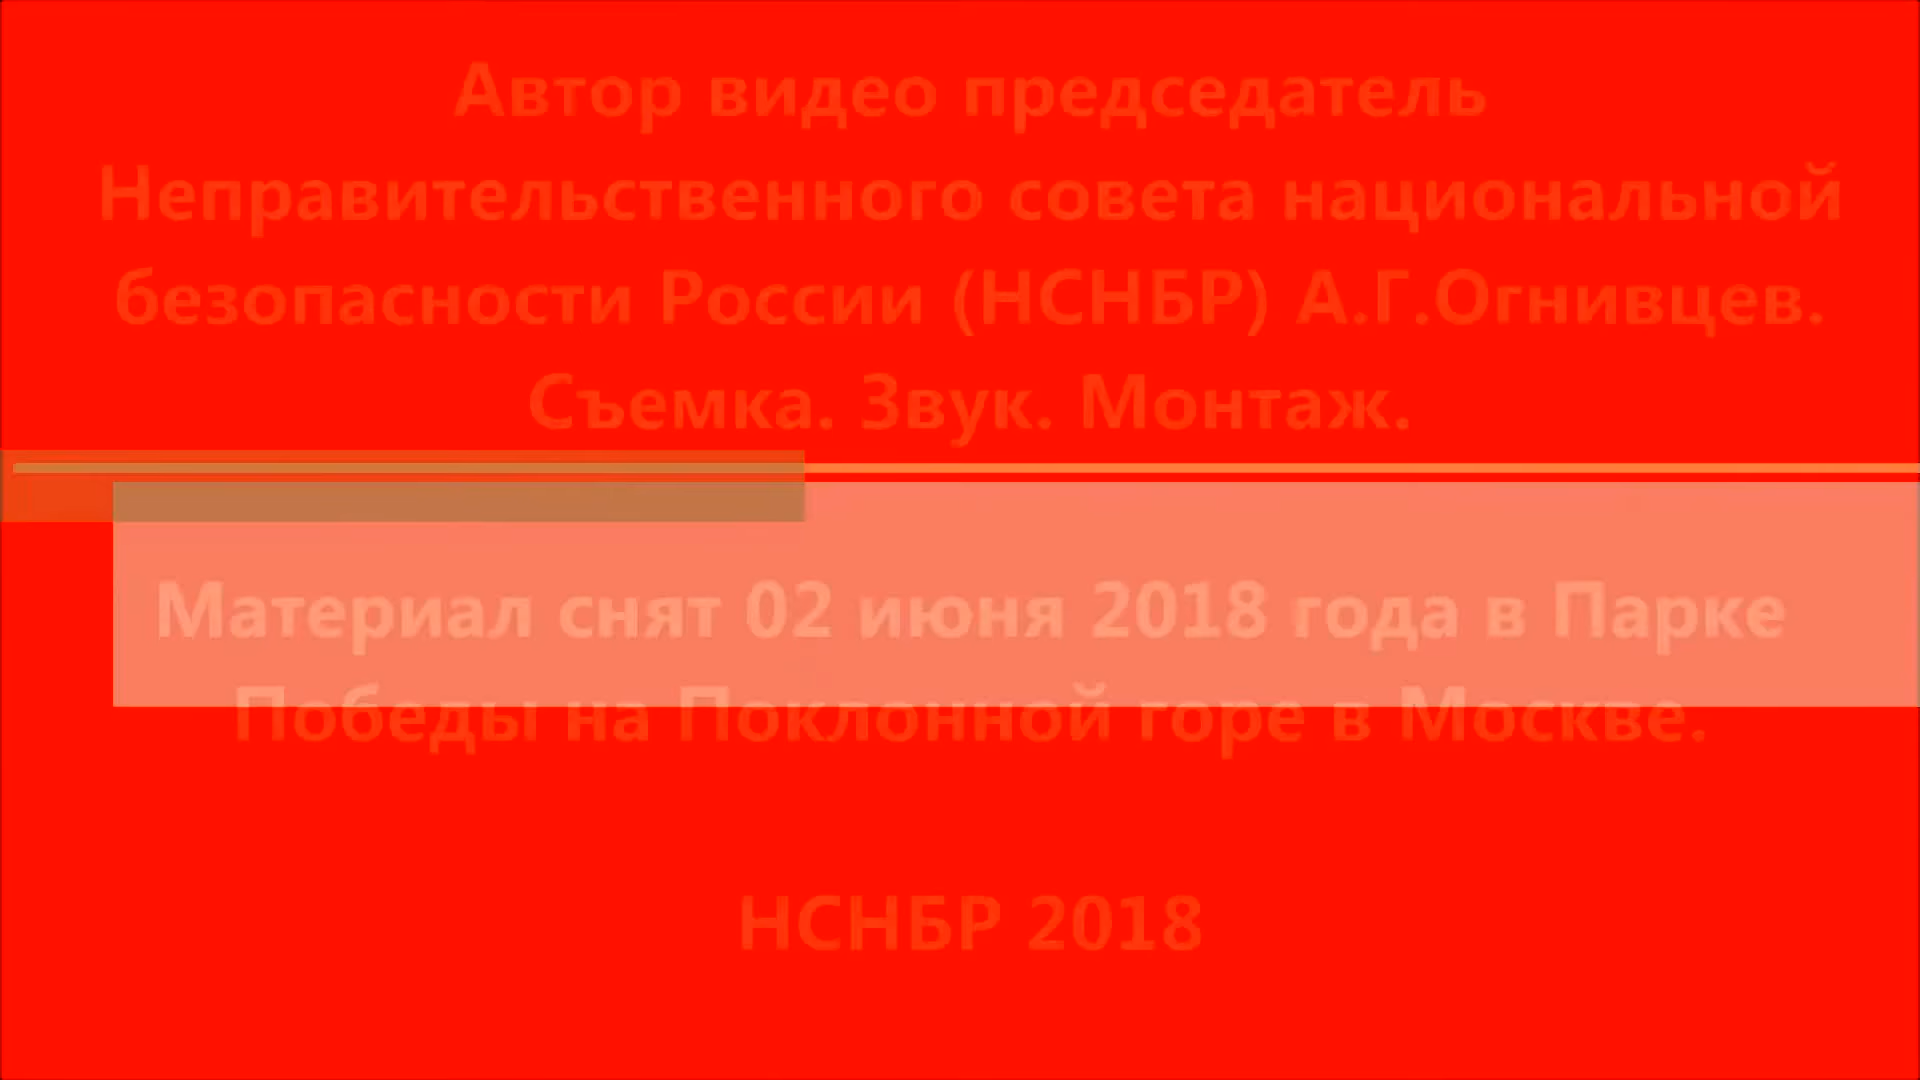 Автор видео председатель
Неправительственного совета национальной
безопасности России (НСНБР) А.Г.Огнивцев.
Съемка. Звук. Монтаж.
Материал снят 02 июня 2018 года в Парке
Победы на Поклонной горе в Москве.
НСНБР 2018